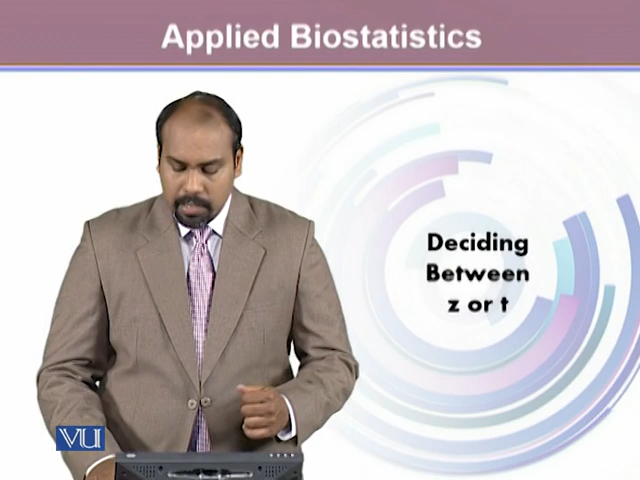 Applied Biostatistics
Deciding
Between
z or t
VU